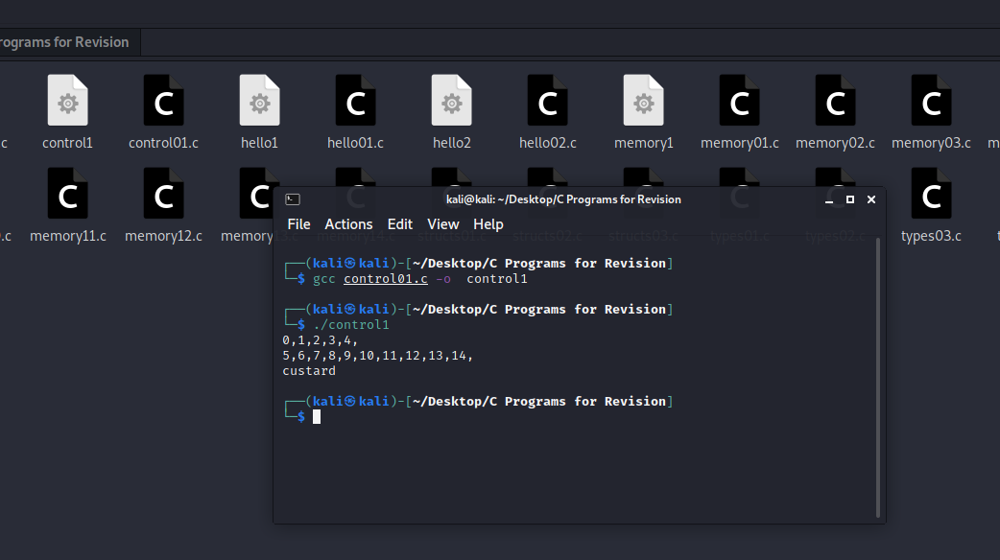 rograms for Revision
c control1 control01.c hello1 hello01.c hello2 hello02.c memory1 memory01.c memory02.c memory03.c m
.c memory11.c memory12.c memory structs01.c structs02.c structs03.c types01.c types02.c types03.c t
kali@kali: ~/Desktop/C Programs for Revision
File Actions Edit View Help
┌──(kali㉿kali)-[~/Desktop/C Programs for Revision]
└─$ gcc control01.c -o  control1
┌──(kali㉿kali)-[~/Desktop/C Programs for Revision]
└─$ ./control1
0,1,2,3,4,
5,6,7,8,9,10,11,12,13,14,
custard
┌──(kali㉿kali)-[~/Desktop/C Programs for Revision]
└─$